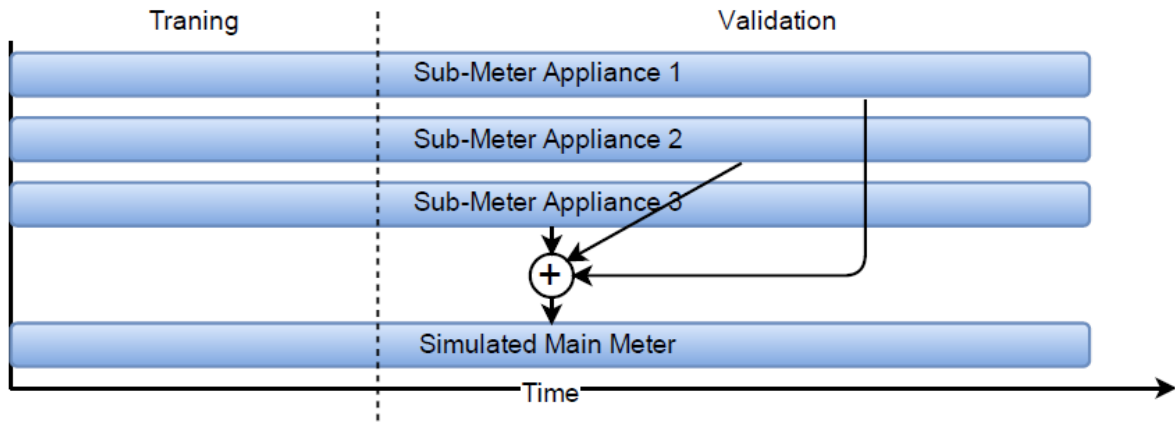 Traning
Validation
Sub-Meter Appliance 1
Sub-Meter Appliance 2
Sub-Meter Appliance 3
+
Simulated Main Meter
Time